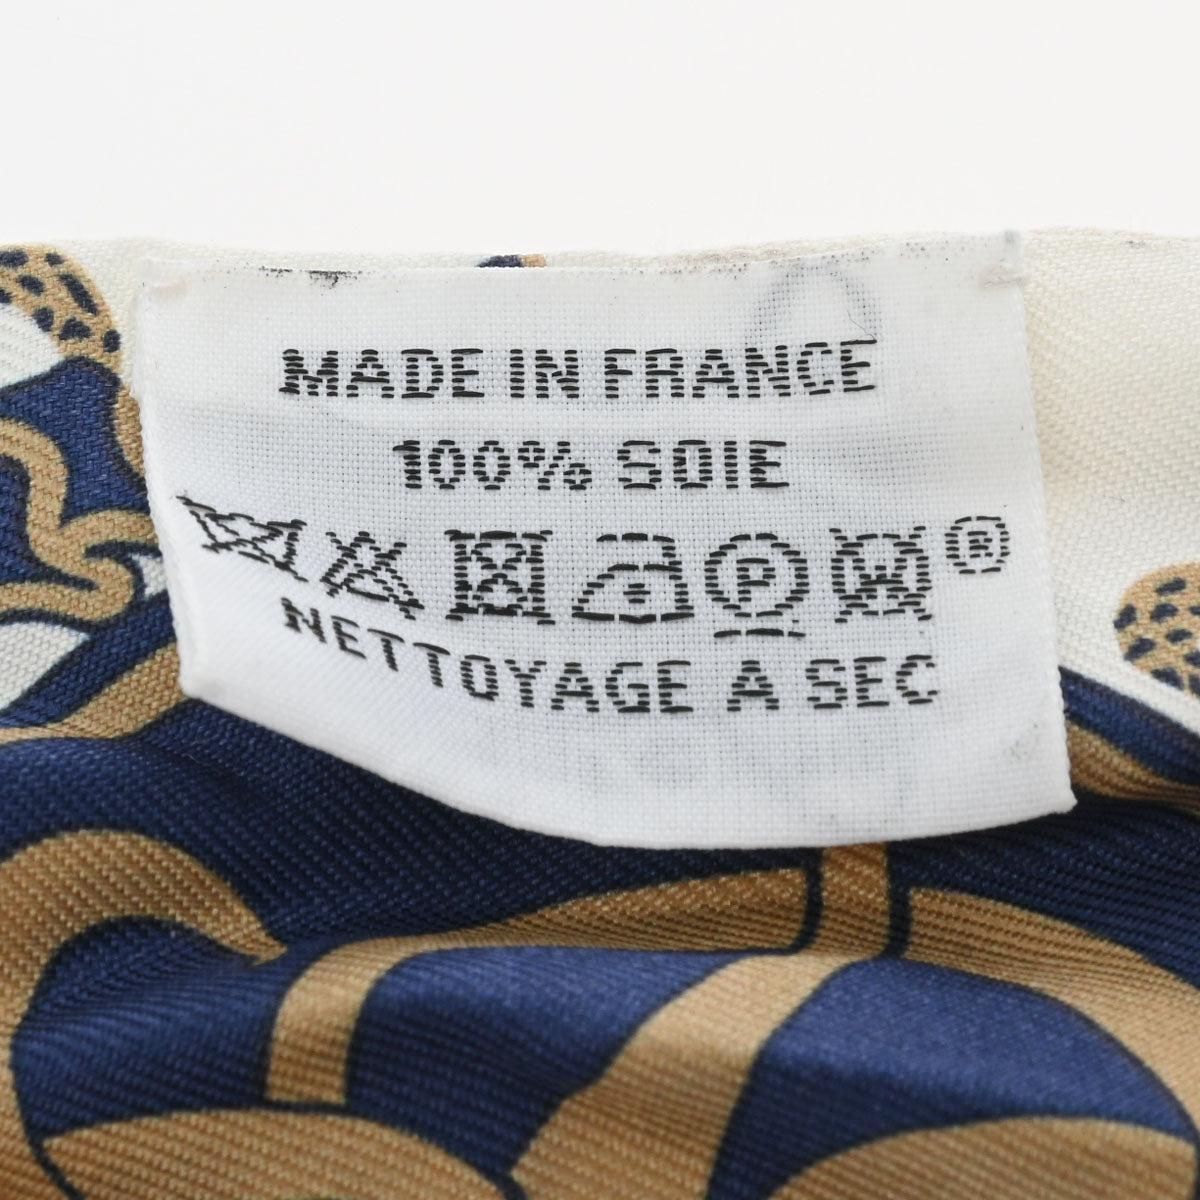 MADE IN FRANCE
100% SOIE
P W ®
NETTOYAGE A SEC